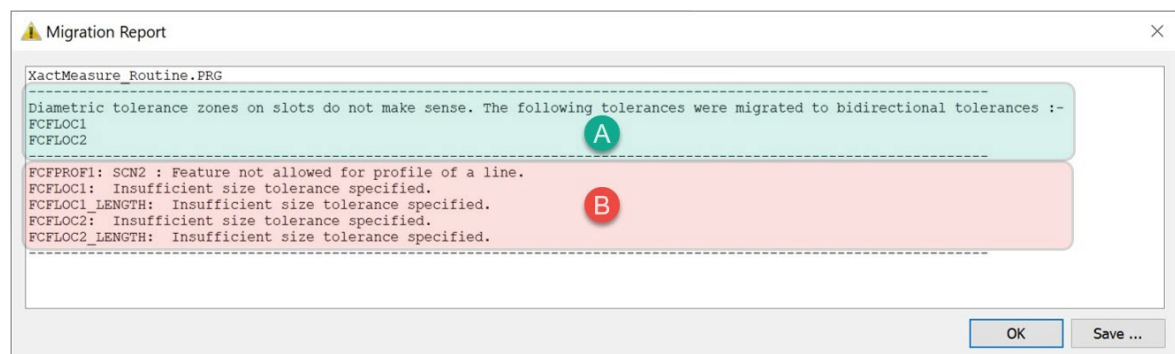 Migration Report
XactMeasure_Routine.PRG
Diametric tolerance zones on slots do not make sense. The following tolerances were migrated to bidirectional tolerances :-
FCFLOC1
FCFLOC2
A
FCFPROF1: SCN2 : Feature not allowed for profile of a line.
FCFLOC1:  Insufficient size tolerance specified.
FCFLOC1_LENGTH:  Insufficient size tolerance specified.
FCFLOC2:  Insufficient size tolerance specified.
FCFLOC2_LENGTH:  Insufficient size tolerance specified.
B
OK
Save ...